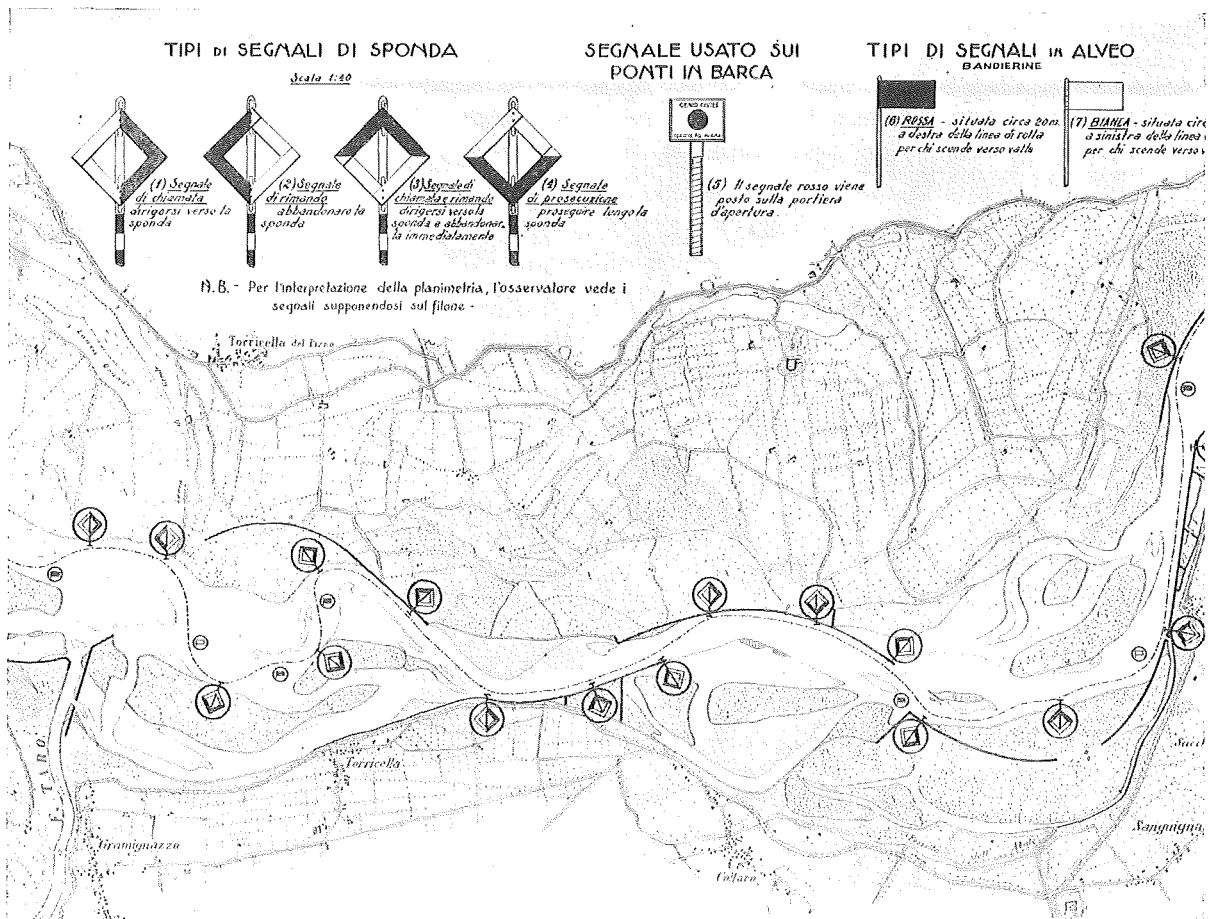 TIPI DI SEGNALI DI SPONDA
Scala 1:40
(1) Segnale
di chiamata
dirigersi verso la
sponda
(2) Segnale
di rimando
abbandonare la
sponda
(3) Segnale di
chiamata e rimando
dirigersi verso la
sponda e abbandonar
la immediatamente
(4) Segnale
di prosecuzione
proseguire lungo la
sponda
N.B. - Per l'interpretazione della planimetria, l'osservatore vede i
segnali supponendosi sul filone -
SEGNALE USATO SUI
PONTI IN BARCA
GENIO CIVILE
(5) Il segnale rosso viene
posto sulla portiera
d'apertura.
TIPI DI SEGNALI IN ALVEO
BANDIERINE
(6) ROSSA - situata circa 20m.
a destra della linea di rotta
per chi scende verso valle
(7) BIANCA - situata circ
a sinistra della linea
per chi scende verso v
Torricella del
F. TARO
Torricella
Gramignazzo
Coltaro
Sacc
Sanguigna